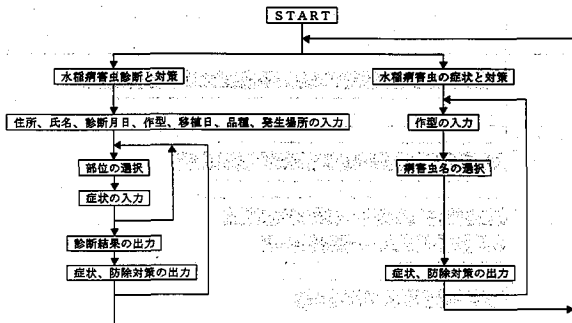 START
水稲病害虫診断と対策
水稲病害虫の症状と対策
住所、氏名、診断月日、作型、移植日、品種、発生場所の入力
作型の入力
部位の選択
病害虫名の選択
症状の入力
診断結果の出力
症状、防除対策の出力
症状、防除対策の出力